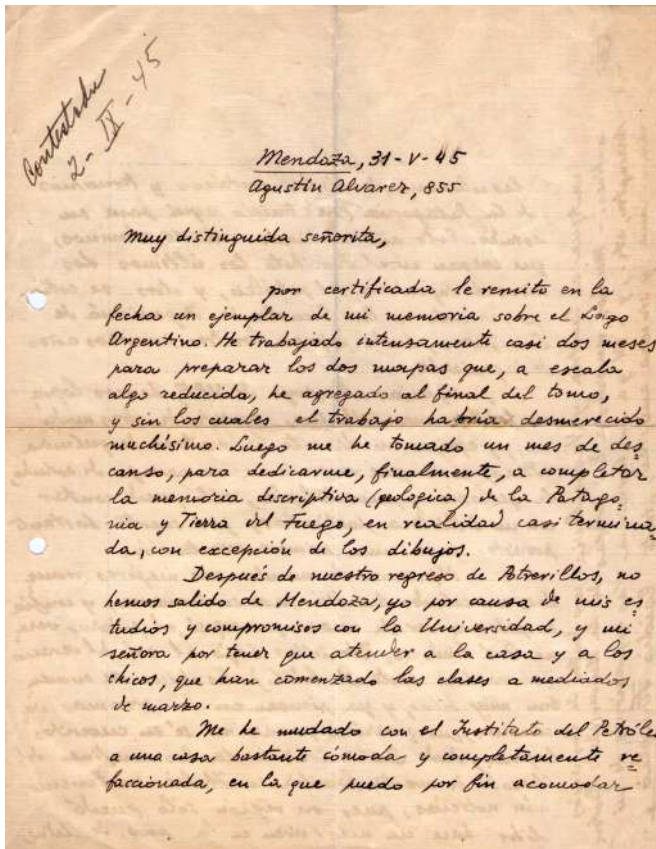 Contestada
2-IX-45
Mendoza, 31-V-45
Agustín Alvarez, 855
Muy distinguida señorita,
por certificada le remito en la
fecha un ejemplar de mi memoria sobre el Lago
Argentino. He trabajado intensamente casi dos meses
para preparar los dos mapas que, a escala
algo reducida, he agregado al final del tomo,
y sin los cuales el trabajo habría desmerecido
muchísimo. Luego me he tomado un mes de des=
canso, para dedicarme, finalmente, a completar
la memoria descriptiva (geologica) de la Patago=
nia y Tierra del Fuego, en realidad casi termina=
da, con excepción de los dibujos.
Después de nuestro regreso de Potrerillos, no
hemos salido de Mendoza, yo por causa de mis es=
tudios y compromisos con la Universidad, y mi
señora por tener que atender a la casa y a los
chicos, que han comenzado las clases a mediados
de marzo.
Me he mudado con el Instituto del Petróleo
a una casa bastante cómoda y completamente re=
faccionada, en la que puedo por fin acomodar